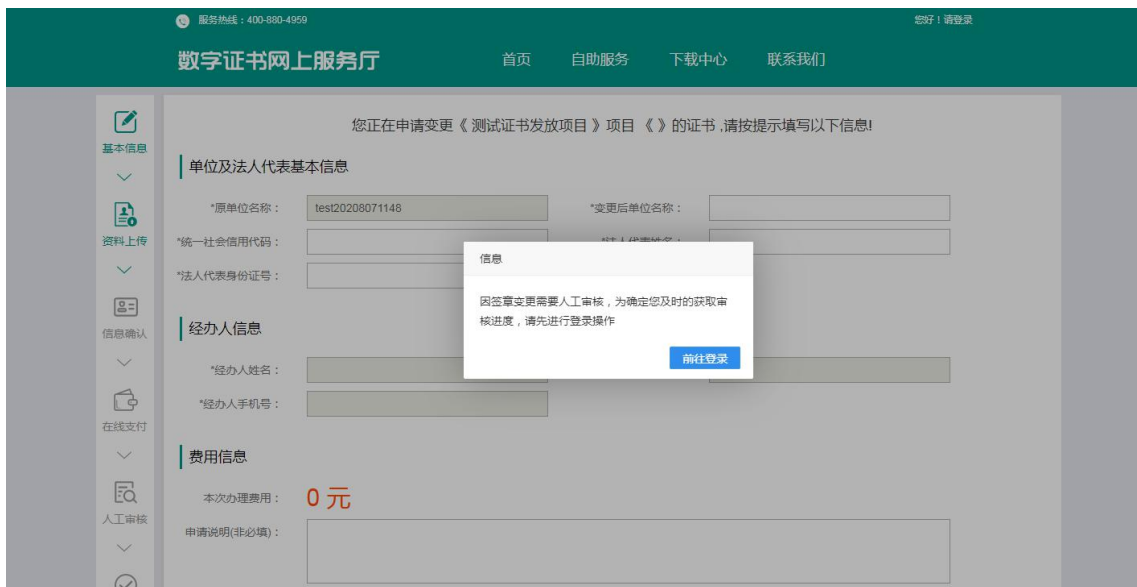 服务热线：400-880-4959
您好！请登录
数字证书网上服务厅
首页 自助服务 下载中心 联系我们
基本信息
资料上传
信息确认
在线支付
人工审核
您正在申请变更《 测试证书发放项目 》项目 《 》的证书 ,请按提示填写以下信息!
单位及法人代表基本信息
*原单位名称： test20208071148 *变更后单位名称：
*统一社会信用代码： *法人代表姓名：
*法人代表身份证号：
信息
因签章变更需要人工审核，为确定您及时的获取审
核进度，请先进行登录操作
前往登录
经办人信息
*经办人姓名：
*经办人手机号：
费用信息
本次办理费用： 0 元
申请说明(非必填)：